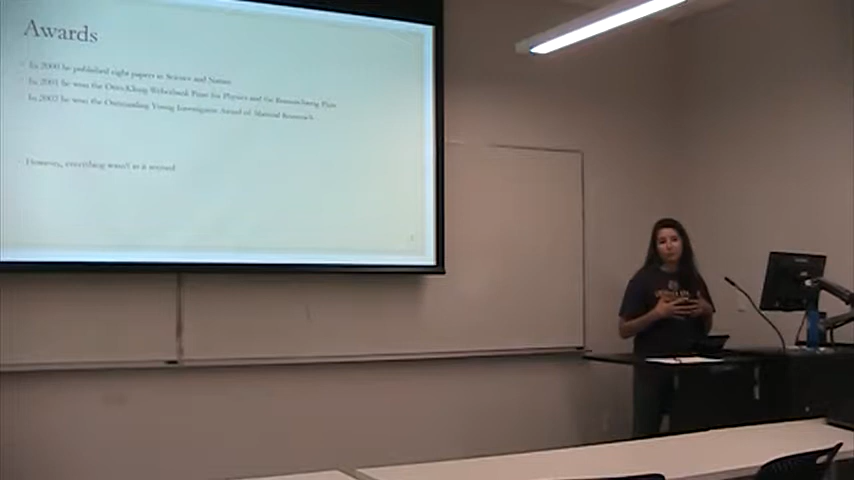 Awards
In 2000 he published eight papers in Science and Nature
In 2001 he won the Otto-Klung-Weberbank Prize for Physics and the Braunschweig Prize
In 2002 he won the Outstanding Young Investigator Award of Materials Research
However, everything wasn't as it seemed